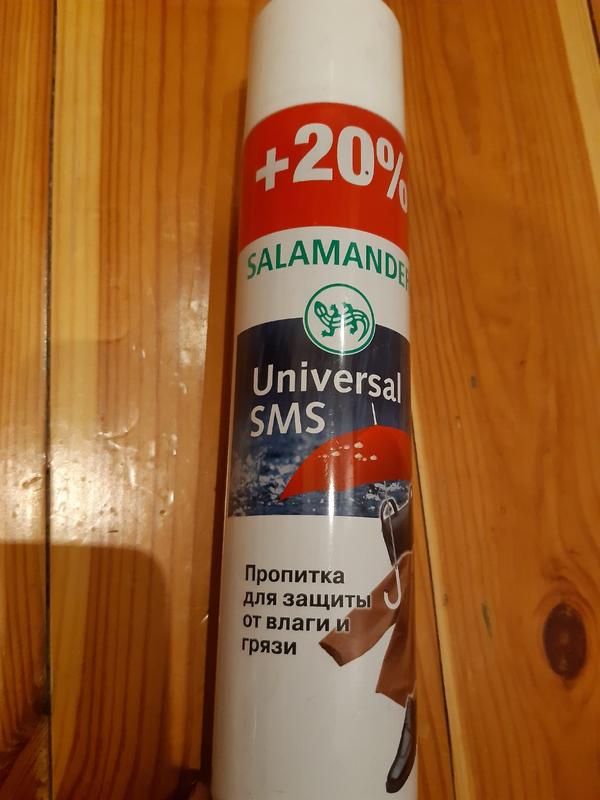 +20%
SALAMANDER
Universal
SMS
Пропитка
для защиты
от влаги и
грязи